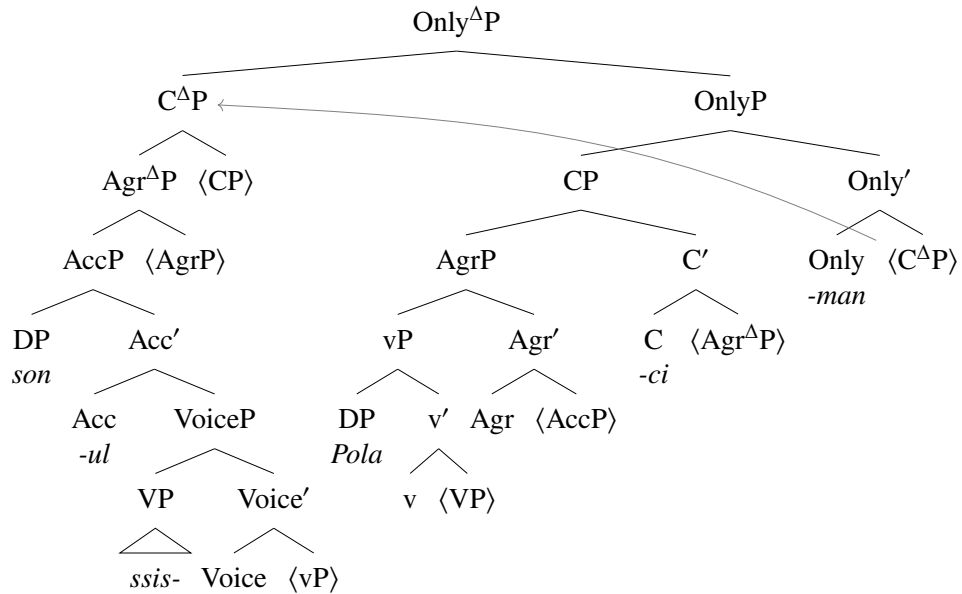 Only^ΔP
C^ΔP OnlyP
Agr^ΔP ⟨CP⟩ CP Only′
AccP ⟨AgrP⟩ AgrP C′ Only ⟨C^ΔP⟩
-man
DP Acc′ vP Agr′ C ⟨Agr^ΔP⟩
son -ci
Acc VoiceP DP v′ Agr ⟨AccP⟩
-ul Pola
VP Voice′ v ⟨VP⟩
ssis- Voice ⟨vP⟩